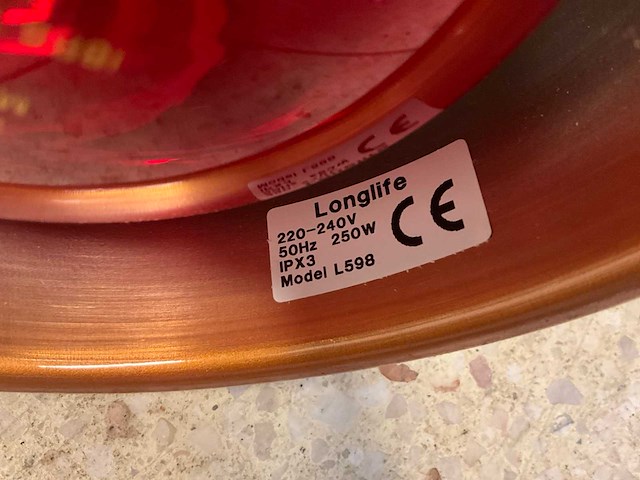 Longlife
220-240V
50Hz 250W
IPX3
Model L598
CE